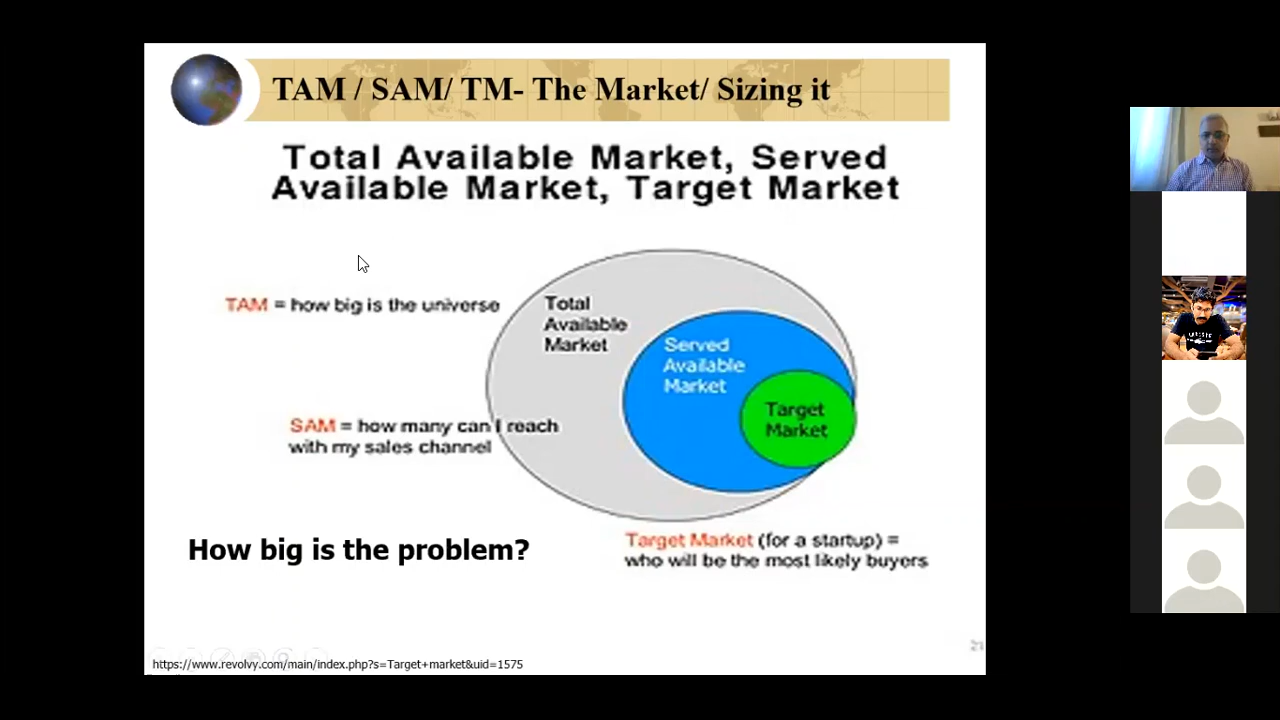 TAM / SAM/ TM- The Market/ Sizing it
Total Available Market, Served
Available Market, Target Market
TAM = how big is the universe
Total
Available
Market
Served
Available
Market
Target
Market
SAM = how many can I reach
with my sales channel
How big is the problem?
Target Market (for a startup) =
who will be the most likely buyers
https://www.revolvy.com/main/index.php?s=Target+market&uid=1575